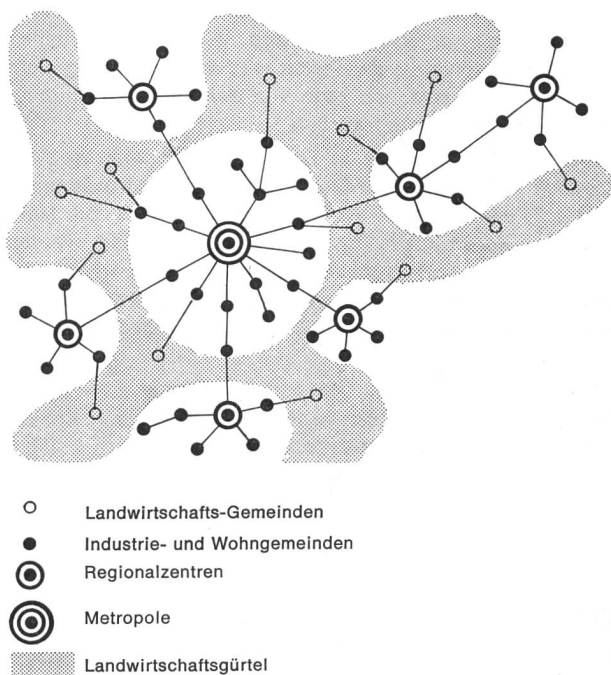 Landwirtschafts-Gemeinden
Industrie- und Wohngemeinden
Regionalzentren
Metropole
Landwirtschaftsgürtel